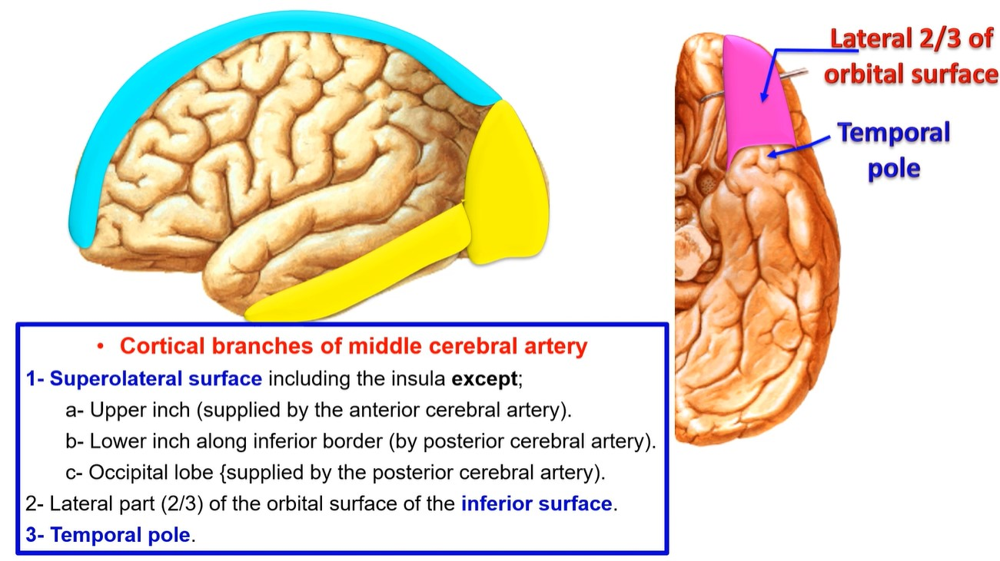 Lateral 2/3 of
orbital surface
Temporal
pole
• Cortical branches of middle cerebral artery
1- Superolateral surface including the insula except;
a- Upper inch (supplied by the anterior cerebral artery).
b- Lower inch along inferior border (by posterior cerebral artery).
c- Occipital lobe {supplied by the posterior cerebral artery).
2- Lateral part (2/3) of the orbital surface of the inferior surface.
3- Temporal pole.